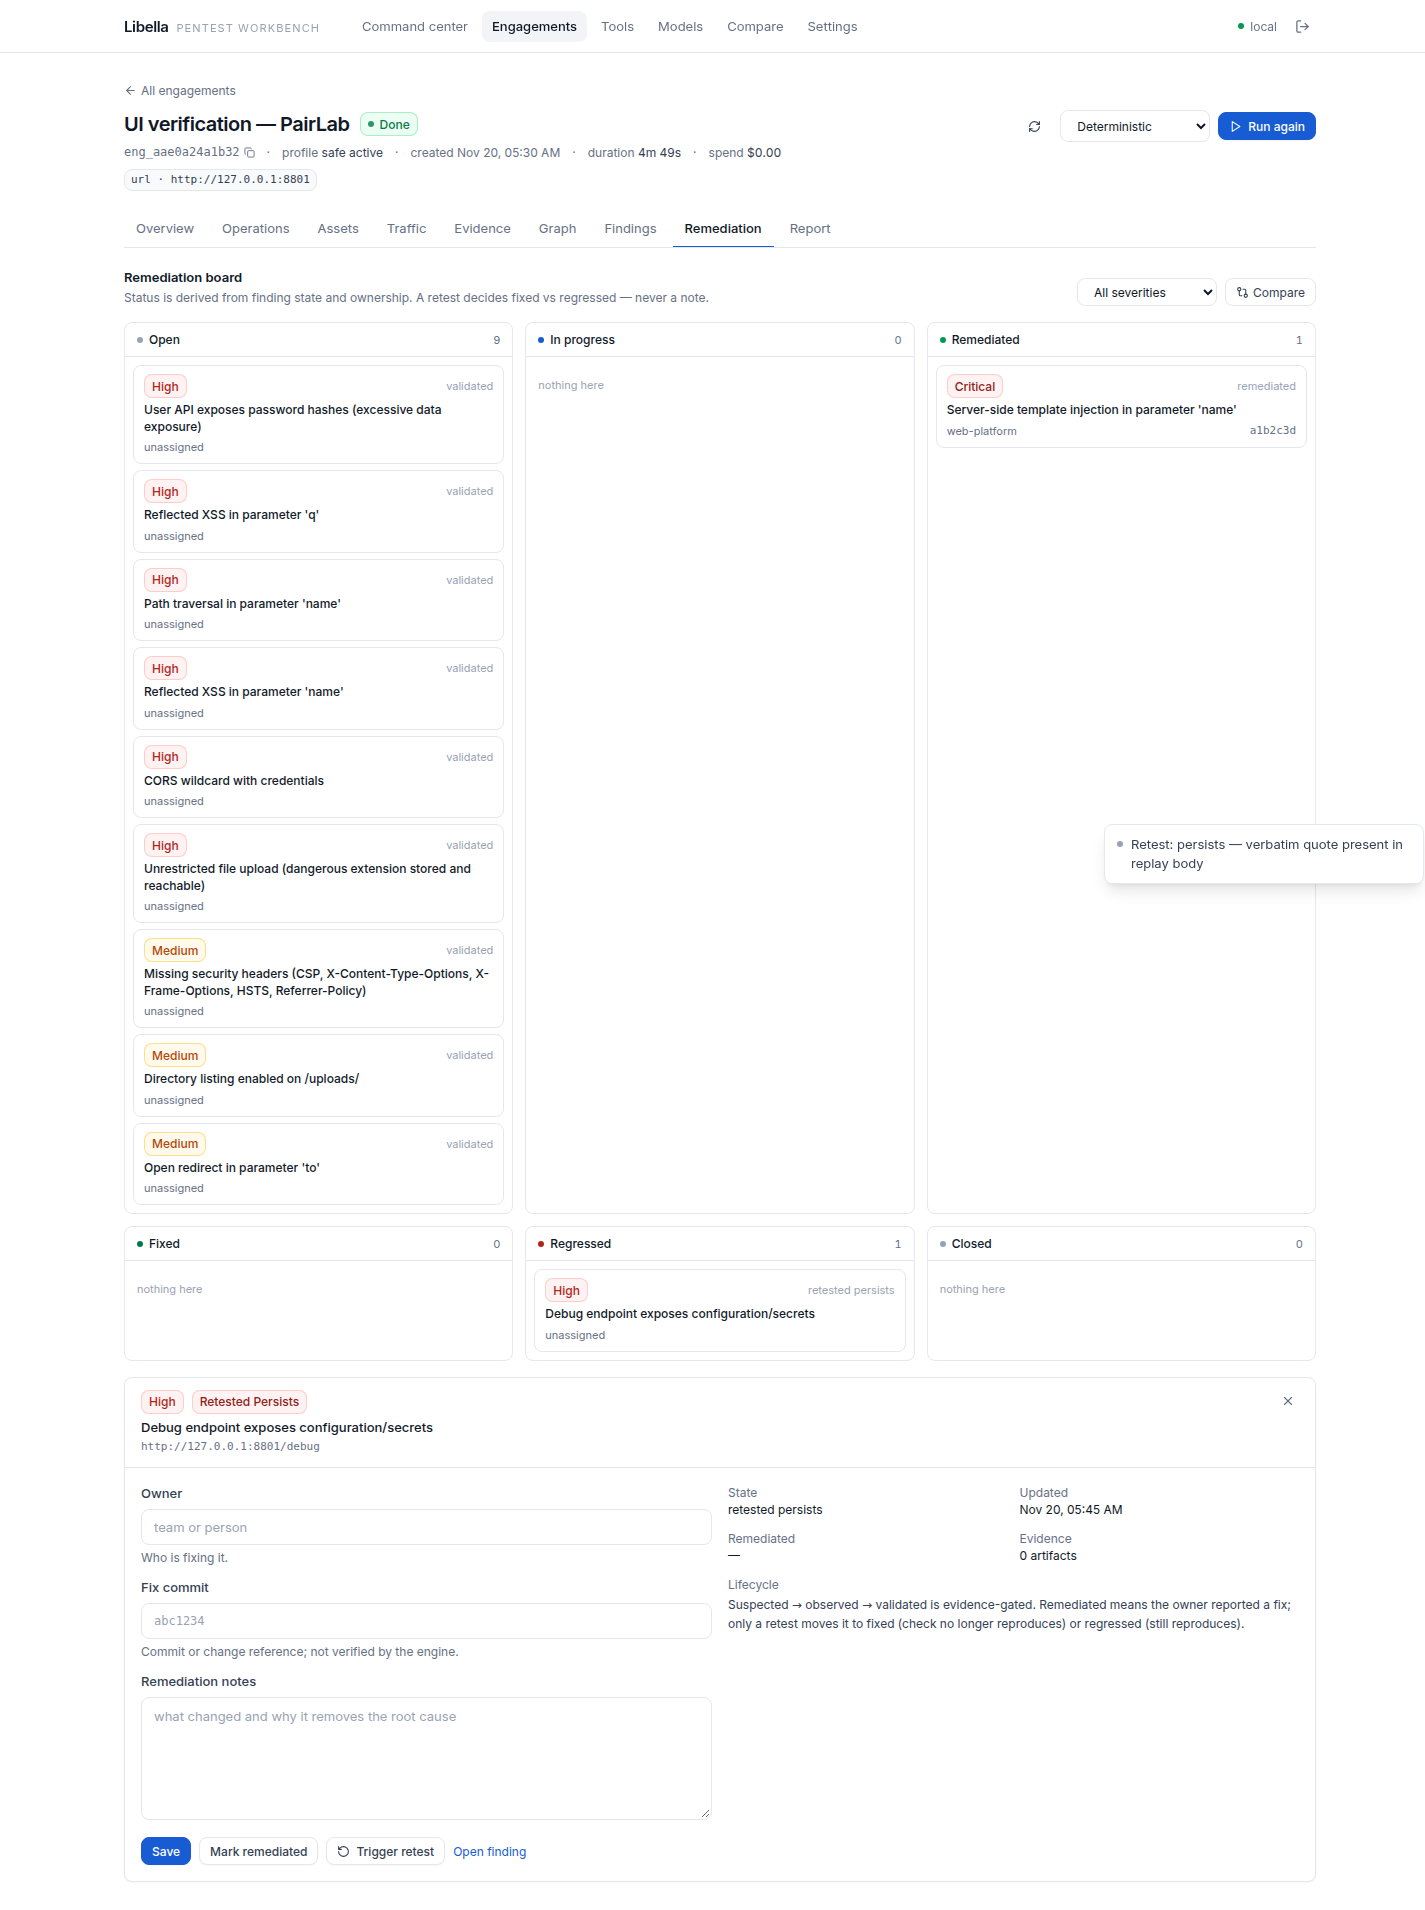 Libella PENTEST WORKBENCH
Command center
Engagements
Tools
Models
Compare
Settings
local
All engagements
UI verification — PairLab
Done
Deterministic
Run again
eng_aae0a24a1b32 · profile safe active · created Nov 20, 05:30 AM · duration 4m 49s · spend $0.00
url · http://127.0.0.1:8801
Overview
Operations
Assets
Traffic
Evidence
Graph
Findings
Remediation
Report
Remediation board
Status is derived from finding state and ownership. A retest decides fixed vs regressed — never a note.
All severities
Compare
Open 9
High validated
User API exposes password hashes (excessive data
exposure)
unassigned
High validated
Reflected XSS in parameter 'q'
unassigned
High validated
Path traversal in parameter 'name'
unassigned
High validated
Reflected XSS in parameter 'name'
unassigned
High validated
CORS wildcard with credentials
unassigned
High validated
Unrestricted file upload (dangerous extension stored and
reachable)
unassigned
Medium validated
Missing security headers (CSP, X-Content-Type-Options, X-
Frame-Options, HSTS, Referrer-Policy)
unassigned
Medium validated
Directory listing enabled on /uploads/
unassigned
Medium validated
Open redirect in parameter 'to'
unassigned
In progress 0
nothing here
Remediated 1
Critical remediated
Server-side template injection in parameter 'name'
web-platform a1b2c3d
Retest: persists — verbatim quote present in
replay body
Fixed 0
nothing here
Regressed 1
High retested persists
Debug endpoint exposes configuration/secrets
unassigned
Closed 0
nothing here
High Retested Persists
Debug endpoint exposes configuration/secrets
http://127.0.0.1:8801/debug
Owner
team or person
Who is fixing it.
Fix commit
abc1234
Commit or change reference; not verified by the engine.
Remediation notes
what changed and why it removes the root cause
Save
Mark remediated
Trigger retest
Open finding
State
retested persists
Updated
Nov 20, 05:45 AM
Remediated
—
Evidence
0 artifacts
Lifecycle
Suspected → observed → validated is evidence-gated. Remediated means the owner reported a fix;
only a retest moves it to fixed (check no longer reproduces) or regressed (still reproduces).